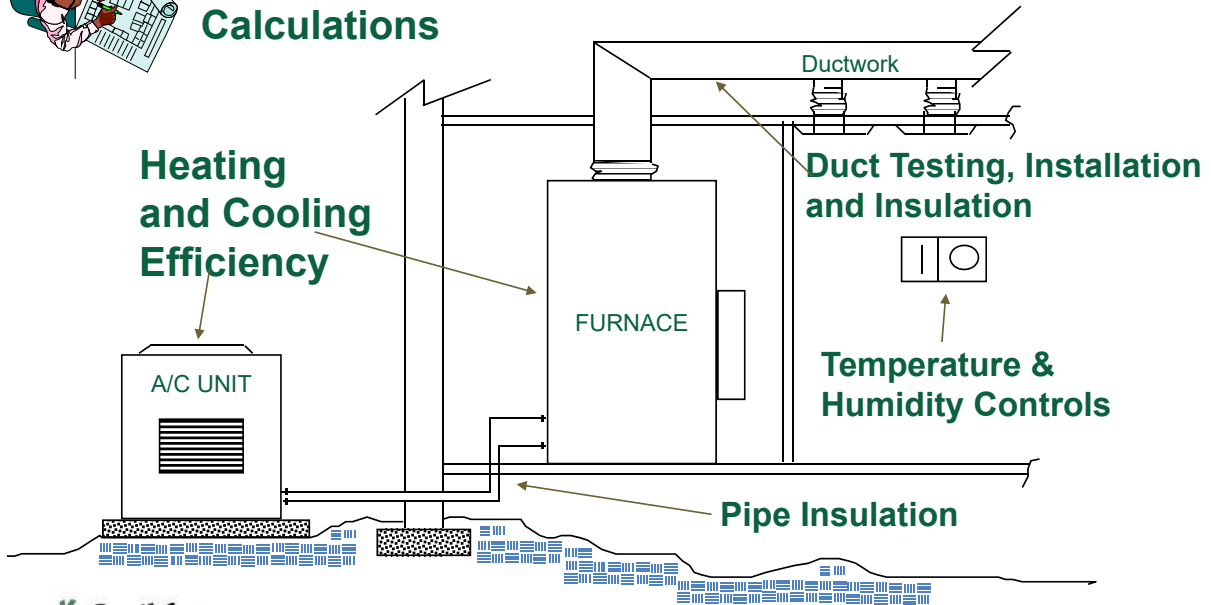 Calculations
Ductwork
Heating
and Cooling
Efficiency
Duct Testing, Installation
and Insulation
FURNACE
A/C UNIT
Temperature &
Humidity Controls
Pipe Insulation